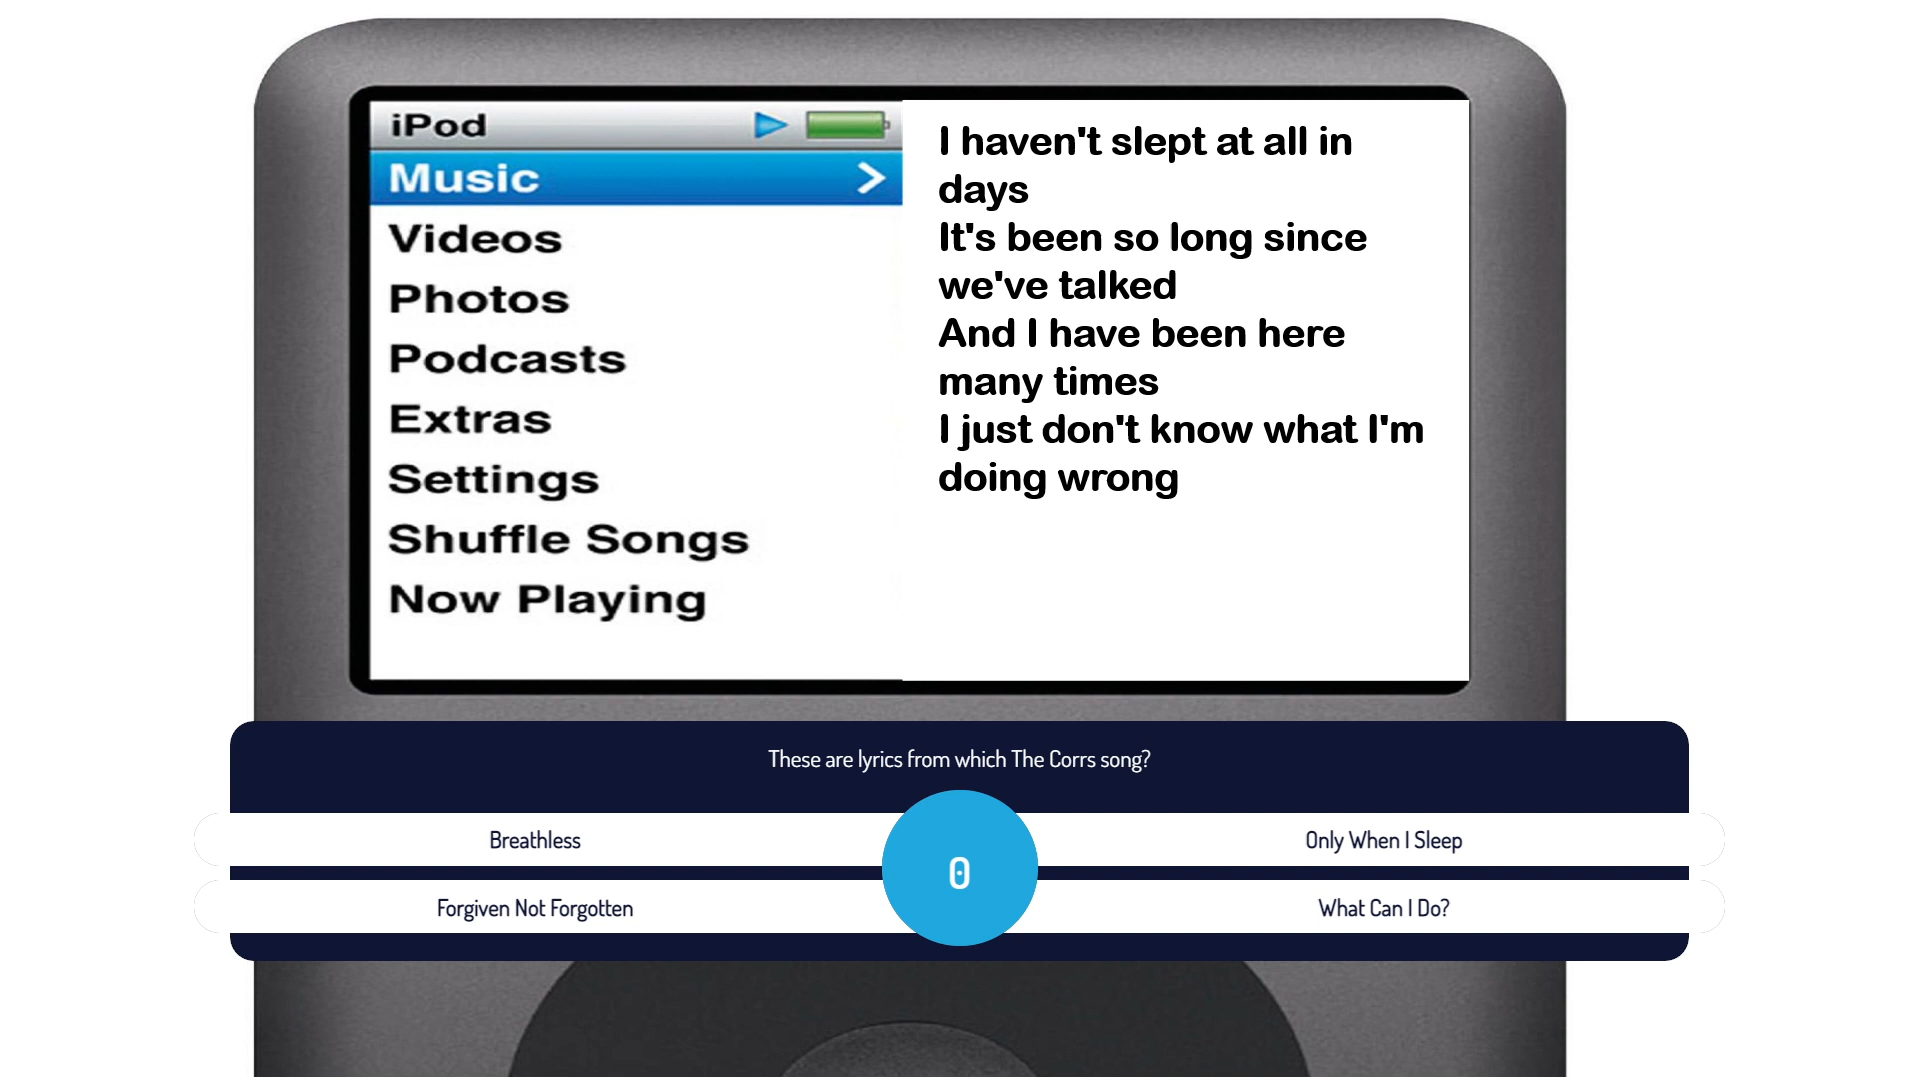 iPod
Music
Videos
Photos
Podcasts
Extras
Settings
Shuffle Songs
Now Playing
I haven't slept at all in
days
It's been so long since
we've talked
And I have been here
many times
I just don't know what I'm
doing wrong
These are lyrics from which The Corrs song?
Breathless
Only When I Sleep
0
Forgiven Not Forgotten
What Can I Do?